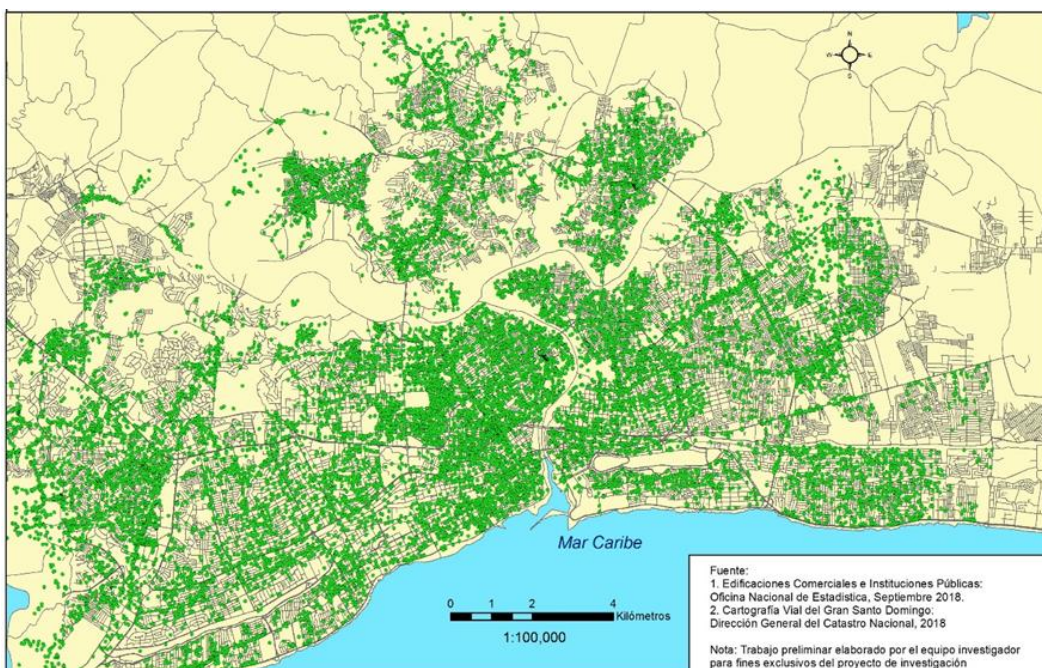 N
W E
S
Mar Caribe
0 1 2 4
Kilómetros
1:100,000
Fuente:
1. Edificaciones Comerciales e Instituciones Públicas:
Oficina Nacional de Estadística, Septiembre 2018.
2. Cartografía Vial del Gran Santo Domingo:
Dirección General del Catastro Nacional, 2018
Nota: Trabajo preliminar elaborado por el equipo investigador
para fines exclusivos del proyecto de investigación